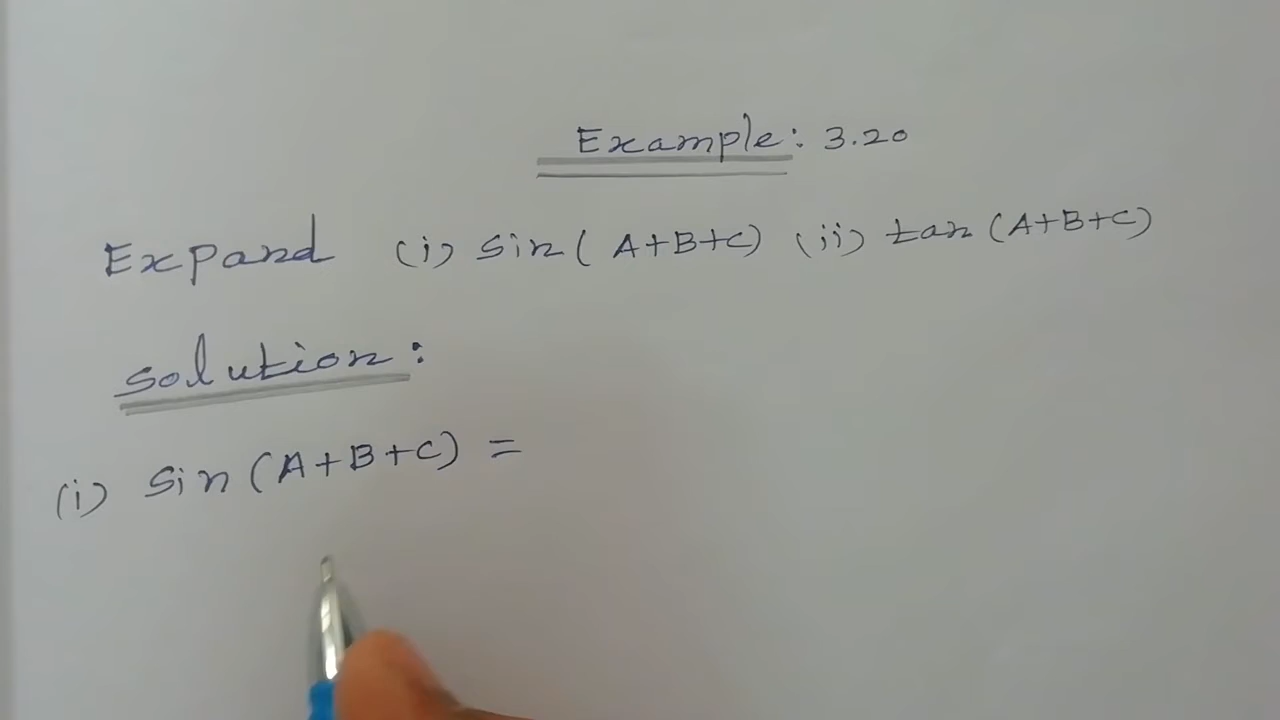 Example: 3.20
Expand (i) Sin( A+B+C) (ii) tan (A+B+C)
Solution:
(i) Sin (A+B+C) =